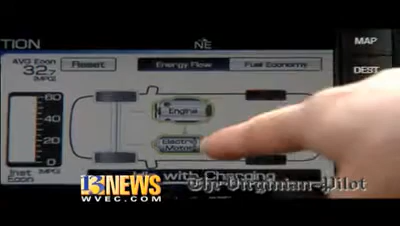 TION
NE
MAP
AVG Econ
32.7
[MPG]
Reset
Energy Flow
Fuel Economy
DEST
60
40
20
0
[MPG]
Inst
Econ
Engine
Electric
Motor
Idle with Charging
13NEWS
WVEC.COM
The Virginian-Pilot